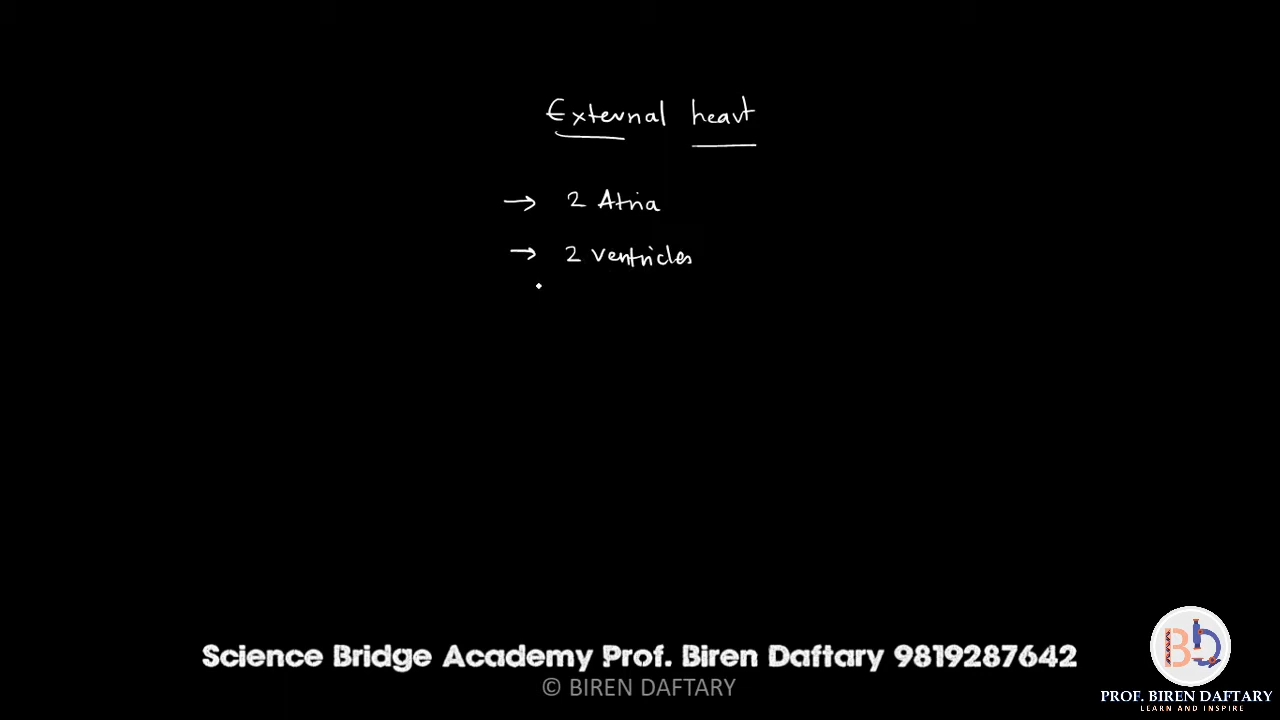 External heart
→ 2 Atria
→ 2 ventricles
Science Bridge Academy Prof. Biren Daftary 9819287642
© BIREN DAFTARY
PROF. BIREN DAFTARY
LEARN AND INSPIRE